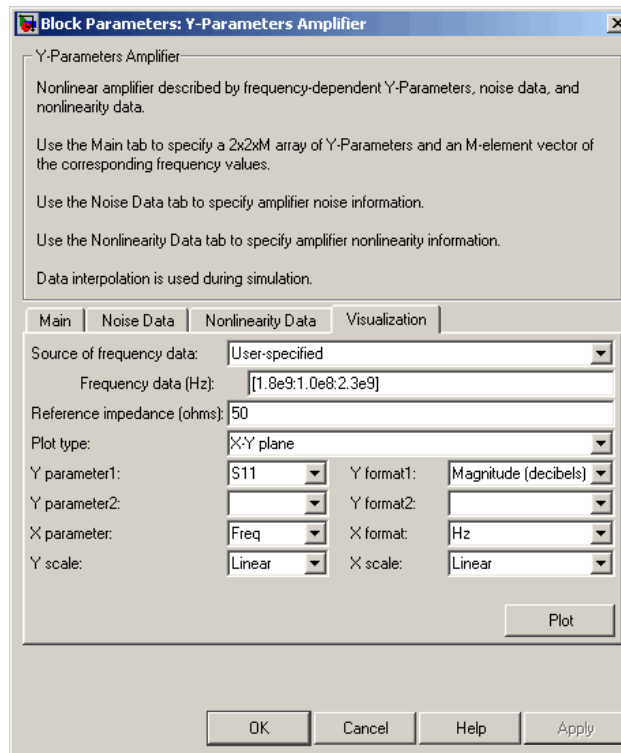 Block Parameters: Y-Parameters Amplifier
Y-Parameters Amplifier
Nonlinear amplifier described by frequency-dependent Y-Parameters, noise data, and
nonlinearity data.
Use the Main tab to specify a 2x2xM array of Y-Parameters and an M-element vector of
the corresponding frequency values.
Use the Noise Data tab to specify amplifier noise information.
Use the Nonlinearity Data tab to specify amplifier nonlinearity information.
Data interpolation is used during simulation.
Main Noise Data Nonlinearity Data Visualization
Source of frequency data: User-specified
Frequency data (Hz): [1.8e9:1.0e8:2.3e9]
Reference impedance (ohms): 50
Plot type: X-Y plane
Y parameter1: S11 Y format1: Magnitude (decibels)
Y parameter2: Y format2:
X parameter: Freq X format: Hz
Y scale: Linear X scale: Linear
Plot
OK Cancel Help Apply